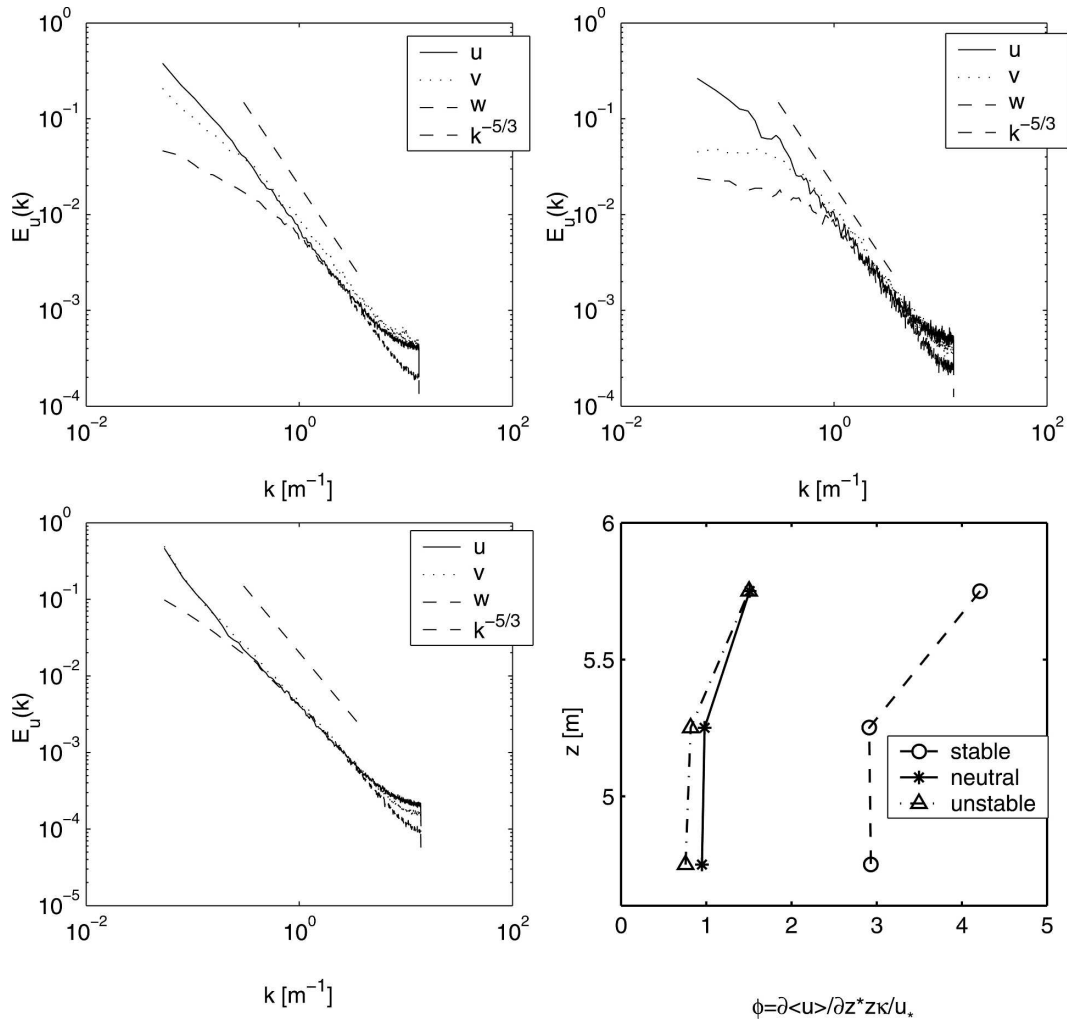 10^0
10^-1
10^-2
10^-3
10^-4
E_u(k)
10^-2
10^0
10^2
k [m^-1]
u
v
w
k^-5/3
10^0
10^-1
10^-2
10^-3
10^-4
E_u(k)
10^-2
10^0
10^2
k [m^-1]
u
v
w
k^-5/3
10^0
10^-1
10^-2
10^-3
10^-4
10^-5
E_u(k)
10^-2
10^0
10^2
k [m^-1]
u
v
w
k^-5/3
6
5.5
5
z [m]
0 1 2 3 4 5
stable
neutral
unstable
ϕ=∂<u>/∂z*zκ/u_*